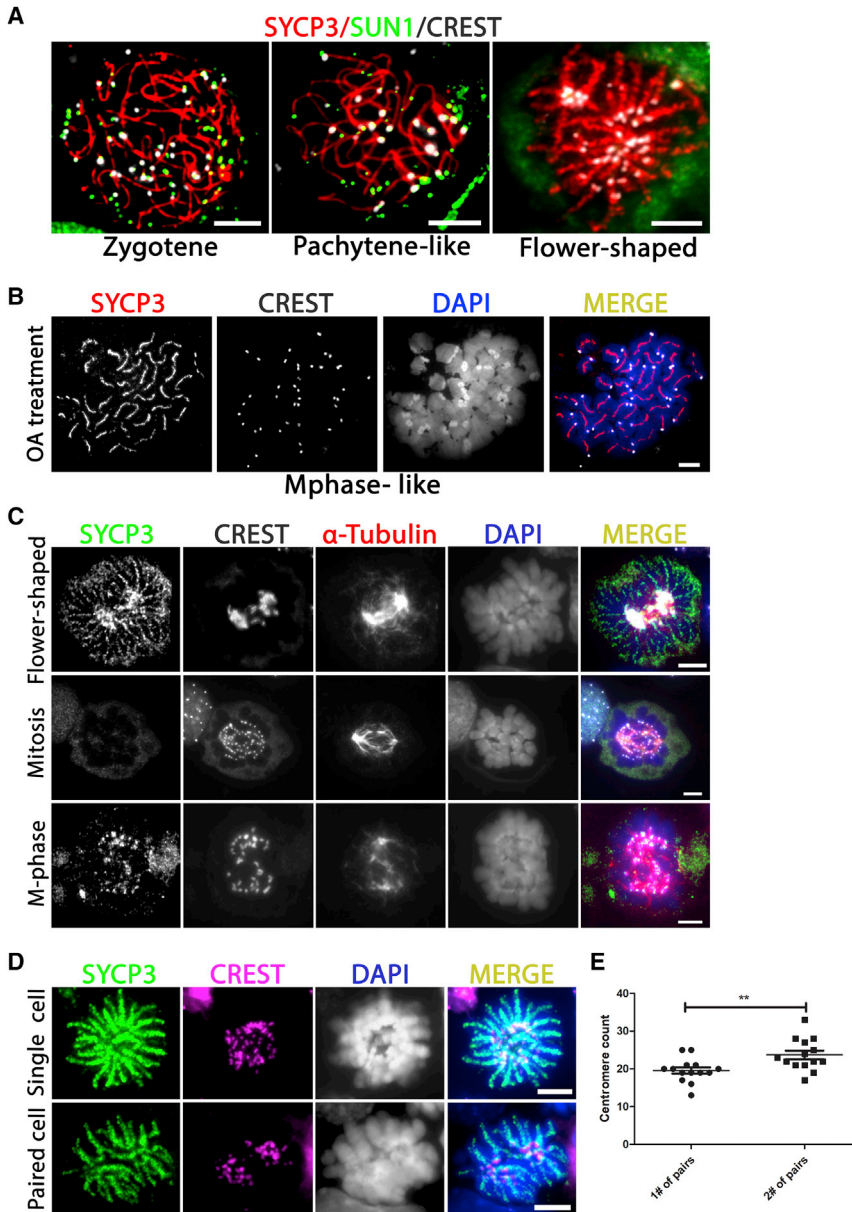 A
SYCP3/SUN1/CREST
Zygotene
Pachytene-like
Flower-shaped
B
SYCP3
CREST
DAPI
MERGE
OA treatment
Mphase- like
C
SYCP3
CREST
α-Tubulin
DAPI
MERGE
Flower-shaped
Mitosis
M-phase
D
SYCP3
CREST
DAPI
MERGE
Single cell
Paired cell
E
**
Centromere count
40
30
20
10
0
1# of pairs
2# of pairs